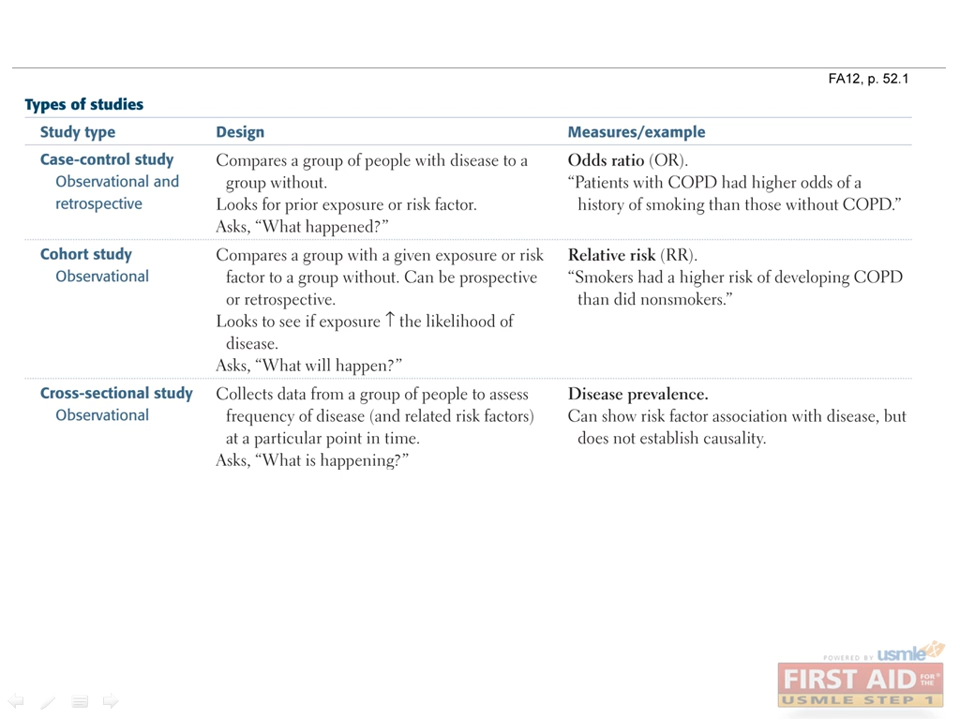 FA12, p. 52.1
Types of studies
Study type Design Measures/example
Case-control study
Observational and
retrospective
Compares a group of people with disease to a
group without.
Looks for prior exposure or risk factor.
Asks, “What happened?”
Odds ratio (OR).
“Patients with COPD had higher odds of a
history of smoking than those without COPD.”
Cohort study
Observational
Compares a group with a given exposure or risk
factor to a group without. Can be prospective
or retrospective.
Looks to see if exposure ↑ the likelihood of
disease.
Asks, “What will happen?”
Relative risk (RR).
“Smokers had a higher risk of developing COPD
than did nonsmokers.”
Cross-sectional study
Observational
Collects data from a group of people to assess
frequency of disease (and related risk factors)
at a particular point in time.
Asks, “What is happening?”
Disease prevalence.
Can show risk factor association with disease, but
does not establish causality.
POWERED BY usmle
FIRST AID FOR THE®
USMLE STEP 1